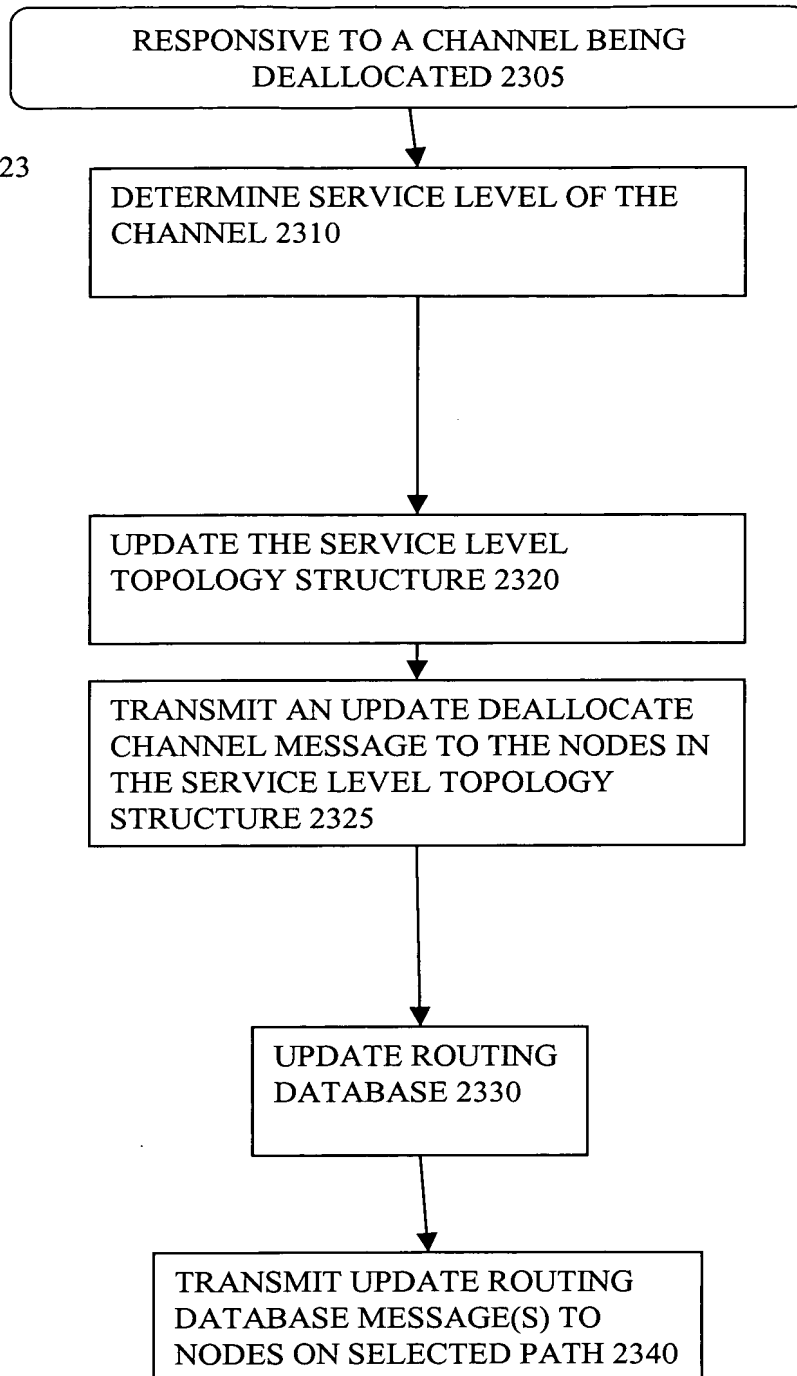 RESPONSIVE TO A CHANNEL BEING
DEALLOCATED 2305
23
DETERMINE SERVICE LEVEL OF THE
CHANNEL 2310
UPDATE THE SERVICE LEVEL
TOPOLOGY STRUCTURE 2320
TRANSMIT AN UPDATE DEALLOCATE
CHANNEL MESSAGE TO THE NODES IN
THE SERVICE LEVEL TOPOLOGY
STRUCTURE 2325
UPDATE ROUTING
DATABASE 2330
TRANSMIT UPDATE ROUTING
DATABASE MESSAGE(S) TO
NODES ON SELECTED PATH 2340